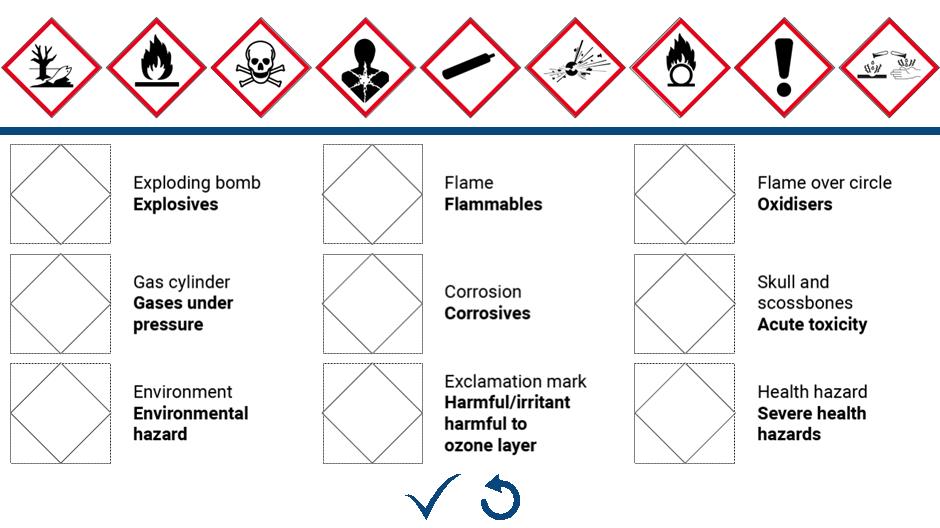 Exploding bomb
Explosives
Flame
Flammables
Flame over circle
Oxidisers
Gas cylinder
Gases under
pressure
Corrosion
Corrosives
Skull and
scossbones
Acute toxicity
Environment
Environmental
hazard
Exclamation mark
Harmful/irritant
harmful to
ozone layer
Health hazard
Severe health
hazards